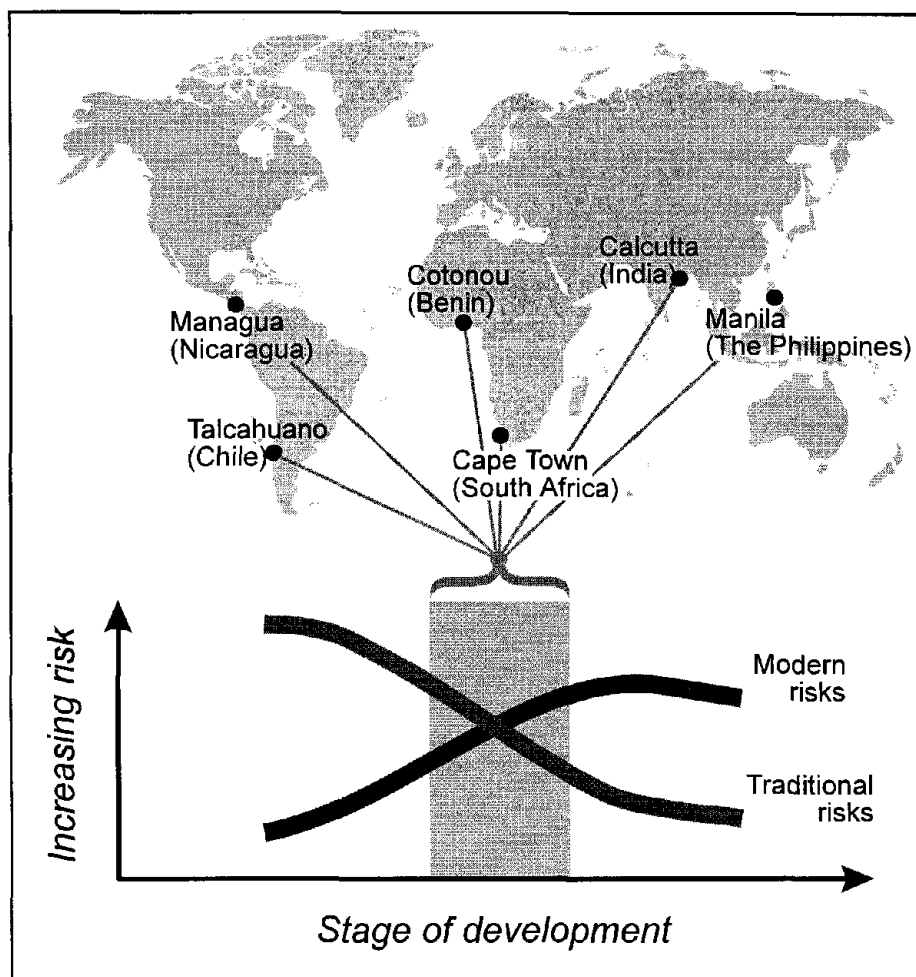 Calcutta
(India)
Cotonou
(Benin)
Managua
(Nicaragua)
Manila
(The Philippines)
Talcahuano
(Chile)
Cape Town
(South Africa)
Increasing risk
Modern
risks
Traditional
risks
Stage of development